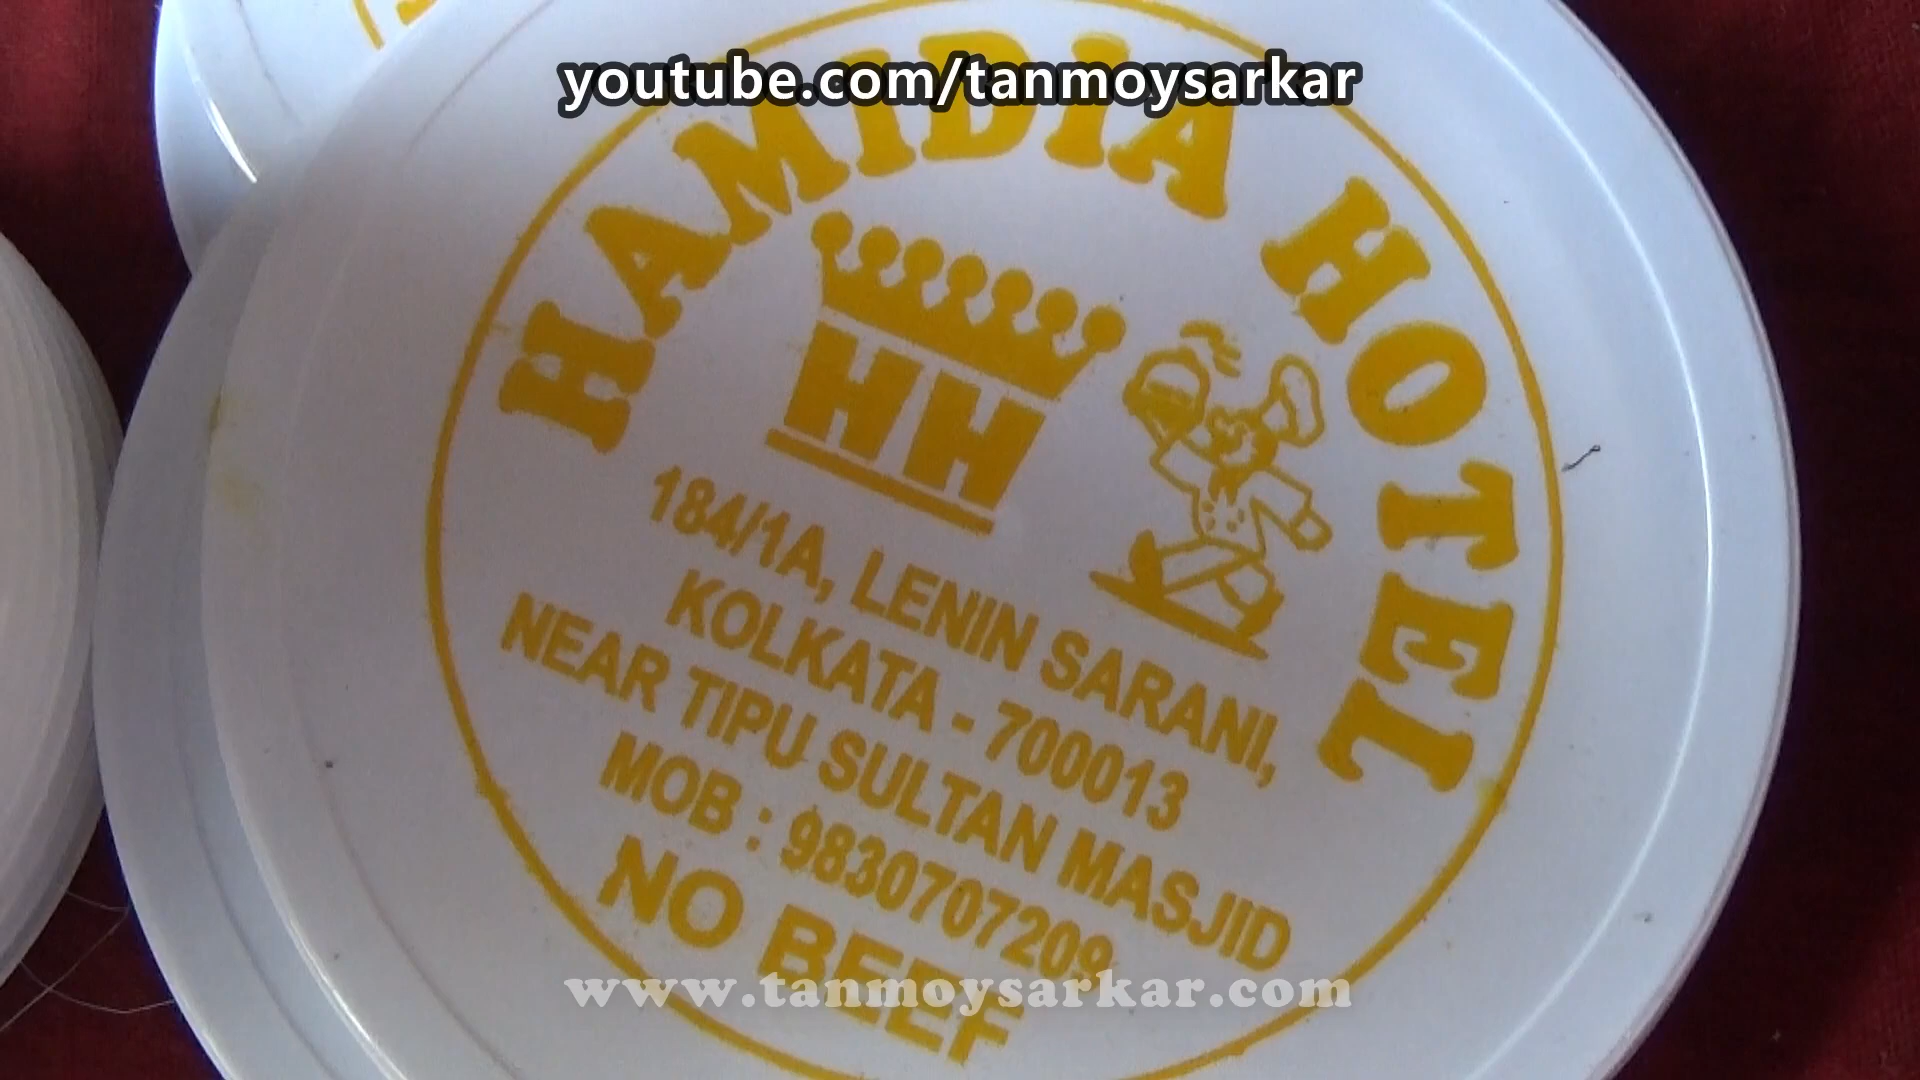 youtube.com/tanmoysarkar
HAMIDIA HOTEL
HH
184/1A, LENIN SARANI,
KOLKATA - 700013
NEAR TIPU SULTAN MASJID
MOB : 9830707209
NO BEEF
www.tanmoysarkar.com